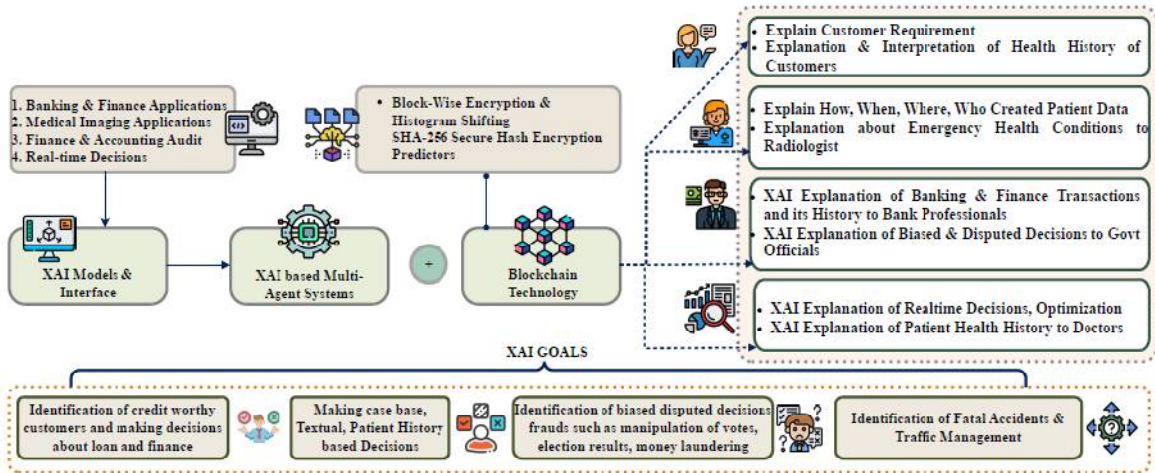 1. Banking & Finance Applications
2. Medical Imaging Applications
3. Finance & Accounting Audit
4. Real-time Decisions
• Block-Wise Encryption &
Histogram Shifting
SHA-256 Secure Hash Encryption
Predictors
• Explain Customer Requirement
• Explanation & Interpretation of Health History of
Customers
• Explain How, When, Where, Who Created Patient Data
• Explanation about Emergency Health Conditions to
Radiologist
• XAI Explanation of Banking & Finance Transactions
and its History to Bank Professionals
• XAI Explanation of Biased & Disputed Decisions to Govt
Officials
• XAI Explanation of Realtime Decisions, Optimization
• XAI Explanation of Patient Health History to Doctors
XAI Models &
Interface
XAI based Multi-
Agent Systems
+
Blockchain
Technology
XAI GOALS
Identification of credit worthy
customers and making decisions
about loan and finance
Making case base,
Textual, Patient History
based Decisions
Identification of biased disputed decisions
frauds such as manipulation of votes,
election results, money laundering
Identification of Fatal Accidents &
Traffic Management